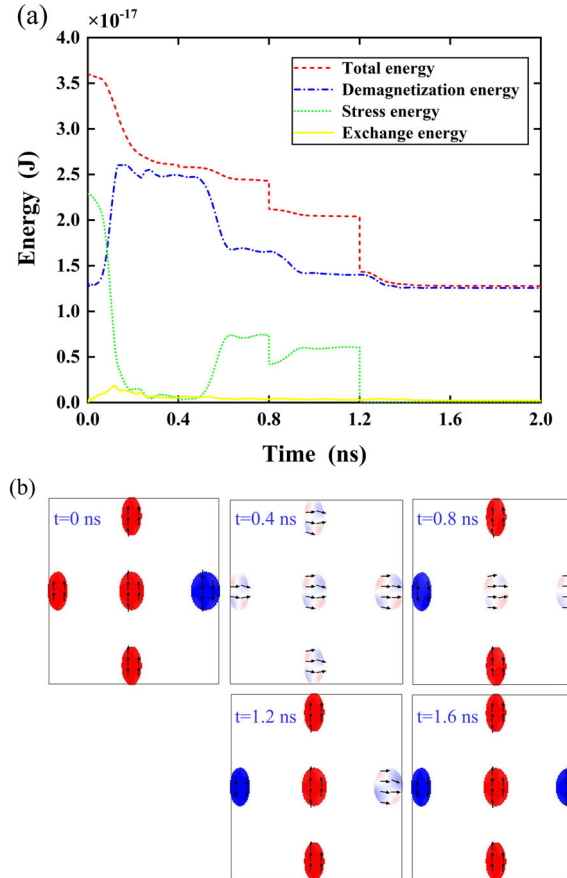 (a)
×10⁻¹⁷
4.0
3.5
3.0
2.5
2.0
1.5
1.0
0.5
0.0
Energy (J)
Total energy
Demagnetization energy
Stress energy
Exchange energy
0.0 0.4 0.8 1.2 1.6 2.0
Time (ns)
(b)
t=0 ns
t=0.4 ns
t=0.8 ns
t=1.2 ns
t=1.6 ns